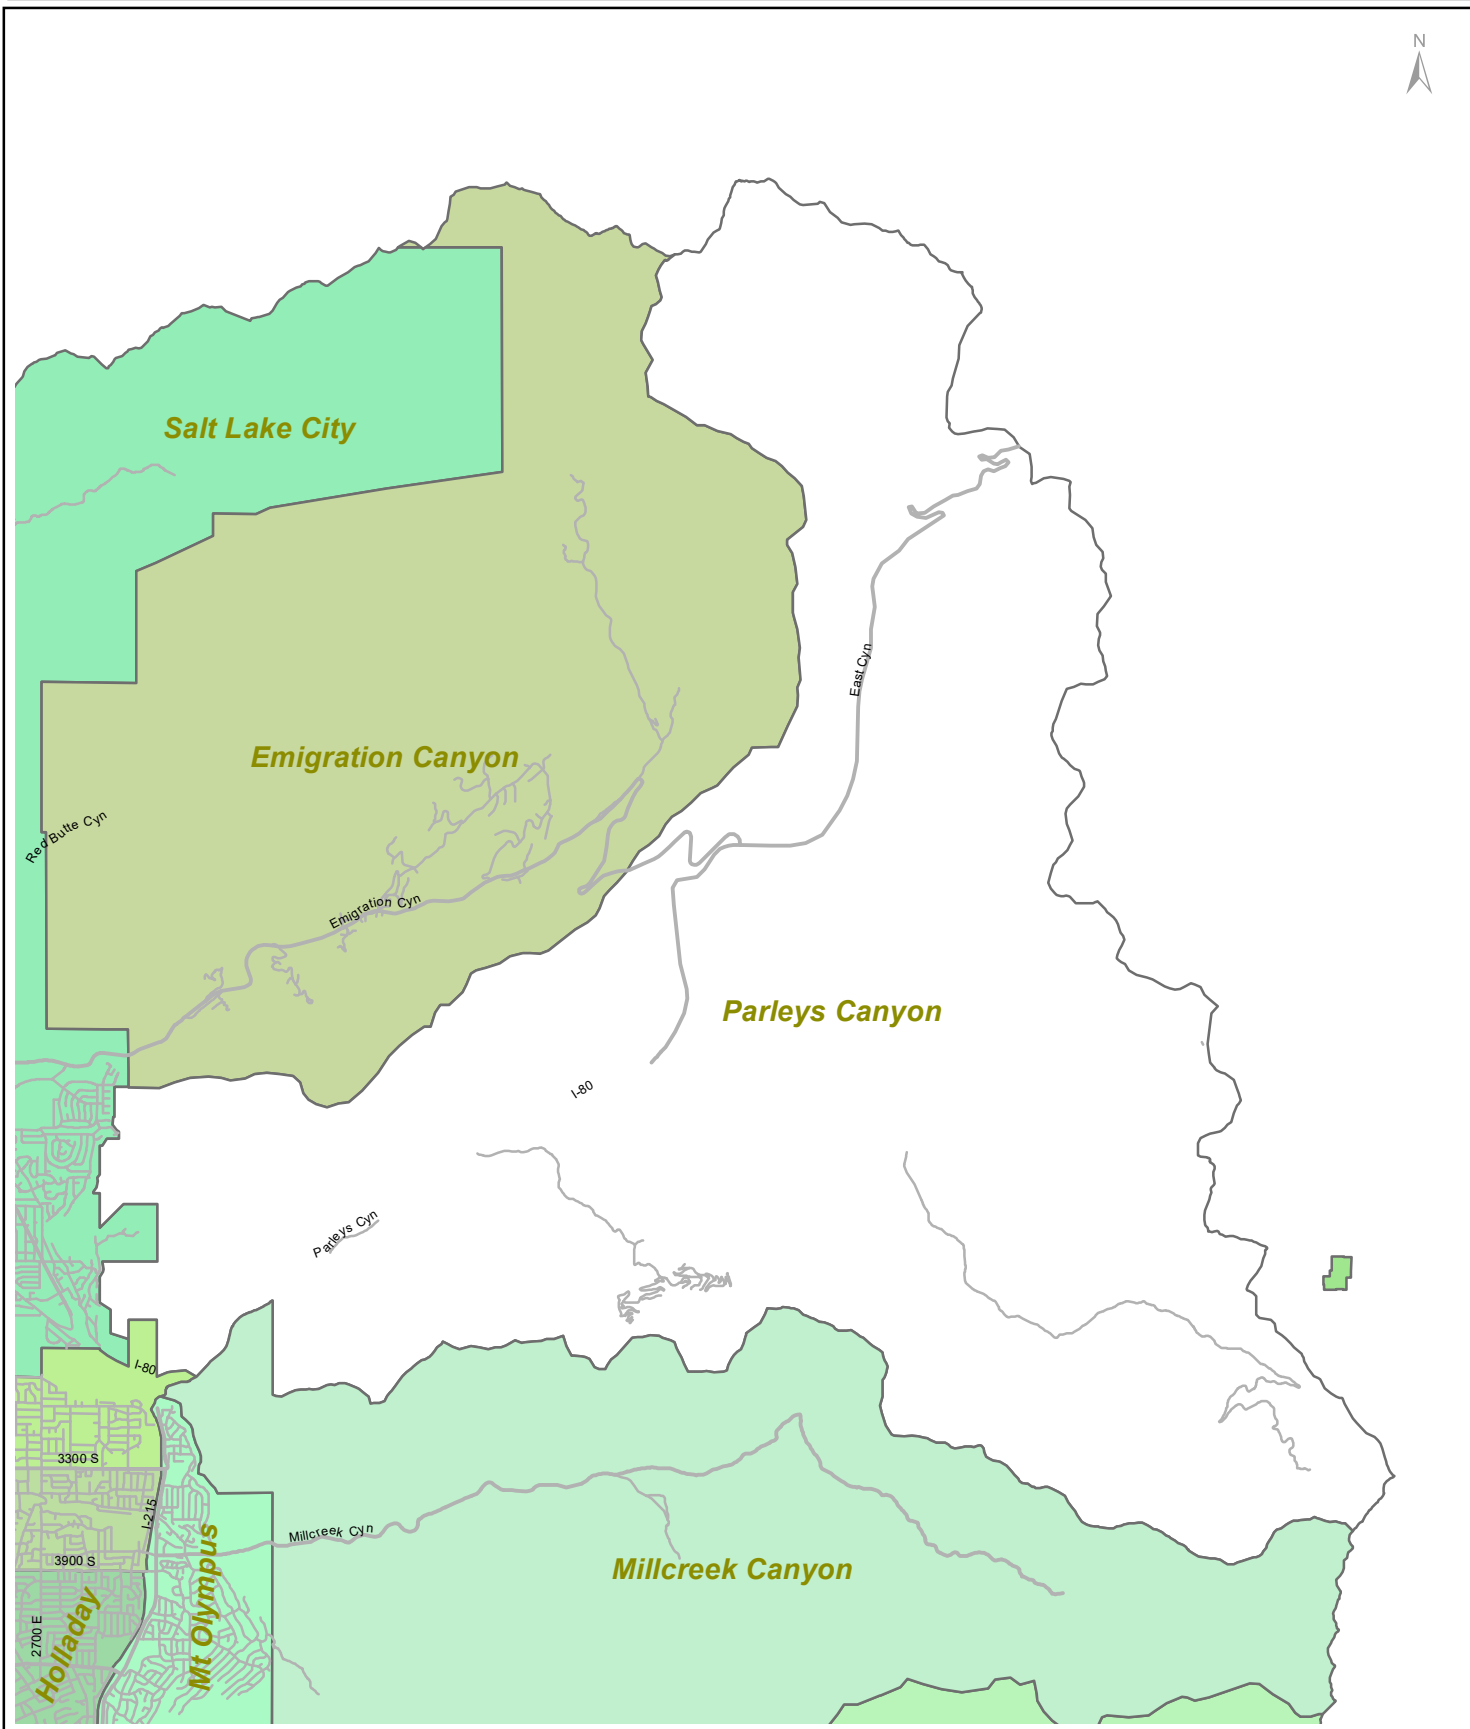 N
Salt Lake City
East Cyn
Emigration Canyon
Red Butte Cyn
Emigration Cyn
Parleys Canyon
I-80
Parleys Cyn
I-80
3300 S
I-215
Millcreek Cyn
3900 S
Millcreek Canyon
2700 E
Holladay
Mt Olympus